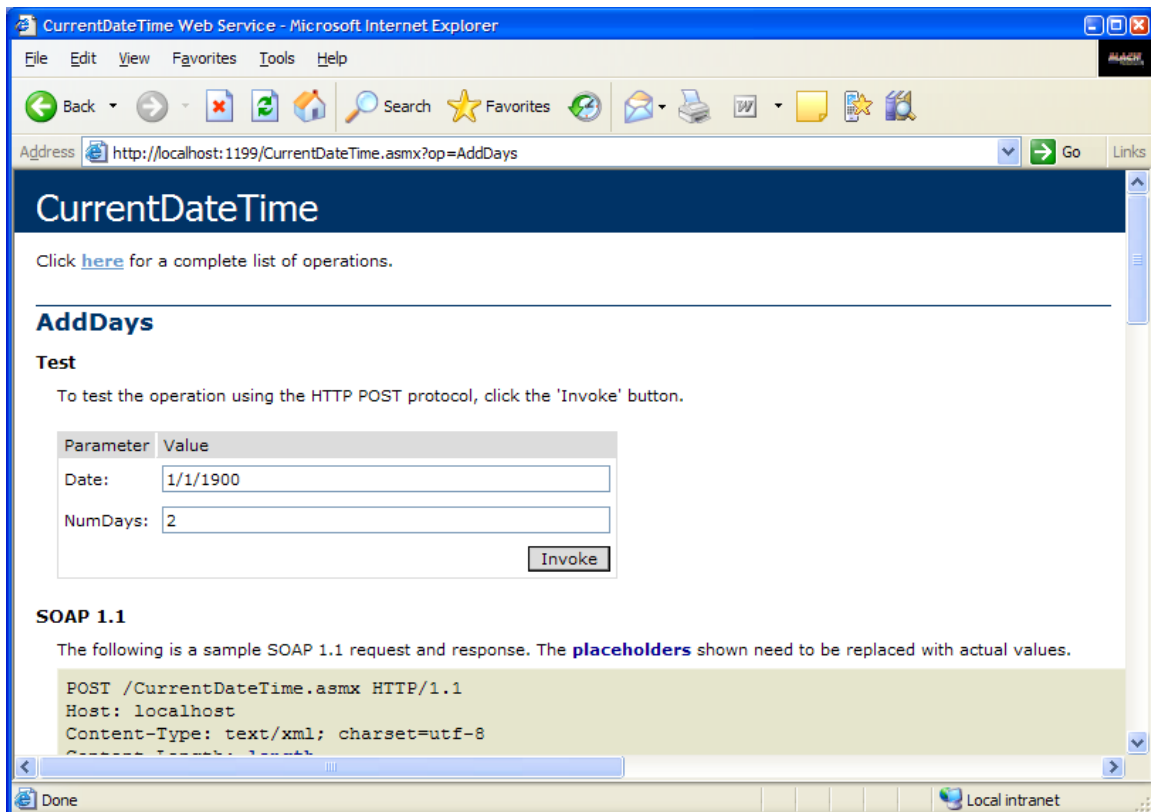 CurrentDateTime Web Service - Microsoft Internet Explorer
File Edit View Favorites Tools Help
Back Search Favorites
Address http://localhost:1199/CurrentDateTime.asmx?op=AddDays Go Links
CurrentDateTime
Click here for a complete list of operations.
AddDays
Test
To test the operation using the HTTP POST protocol, click the 'Invoke' button.
Parameter Value
Date: 1/1/1900
NumDays: 2
Invoke
SOAP 1.1
The following is a sample SOAP 1.1 request and response. The placeholders shown need to be replaced with actual values.
POST /CurrentDateTime.asmx HTTP/1.1
Host: localhost
Content-Type: text/xml; charset=utf-8
Content-Length: length
Done Local intranet